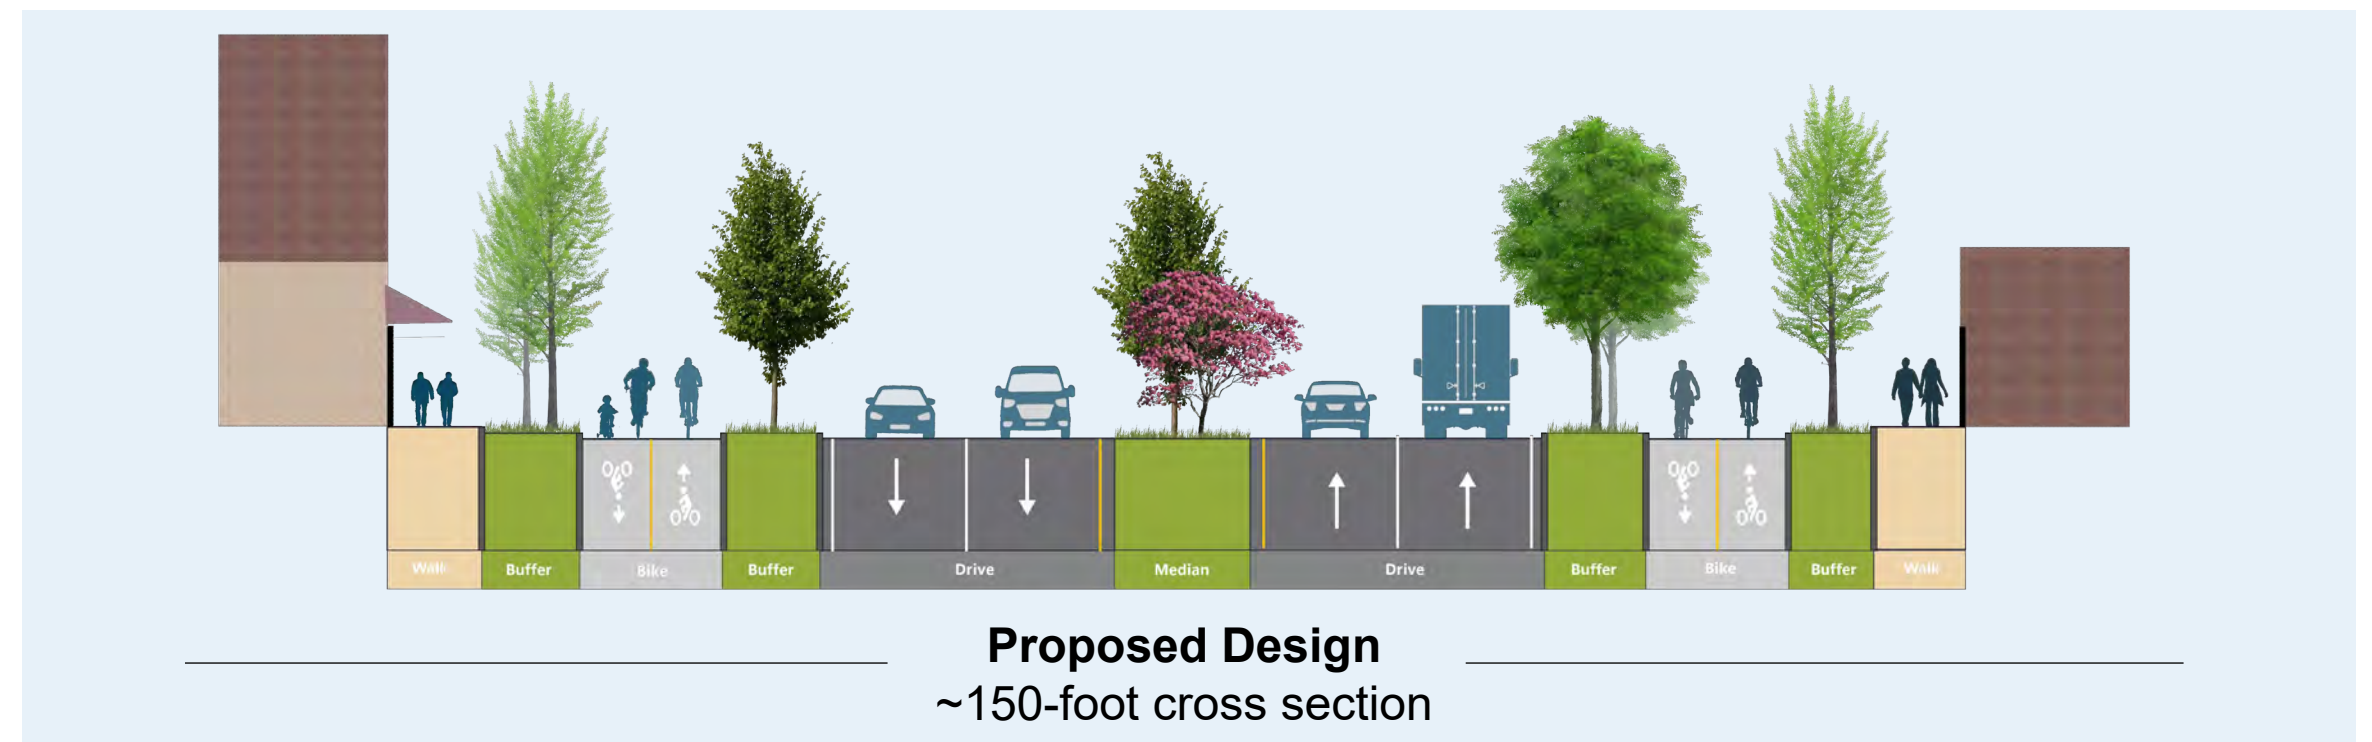 Walk Buffer Bike Buffer Drive Median Drive Buffer Bike Buffer Walk
Proposed Design
~150-foot cross section